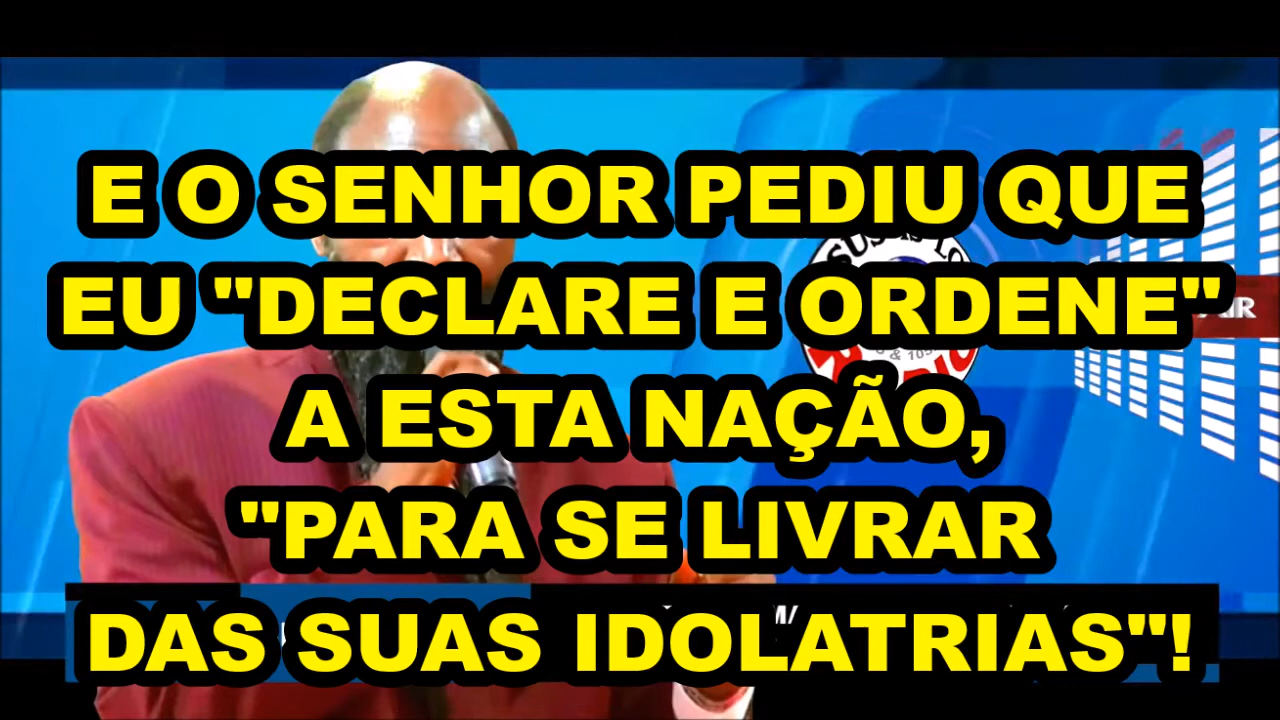 E O SENHOR PEDIU QUE
EU "DECLARE E ORDENE"
A ESTA NAÇÃO,
"PARA SE LIVRAR
DAS SUAS IDOLATRIAS"!